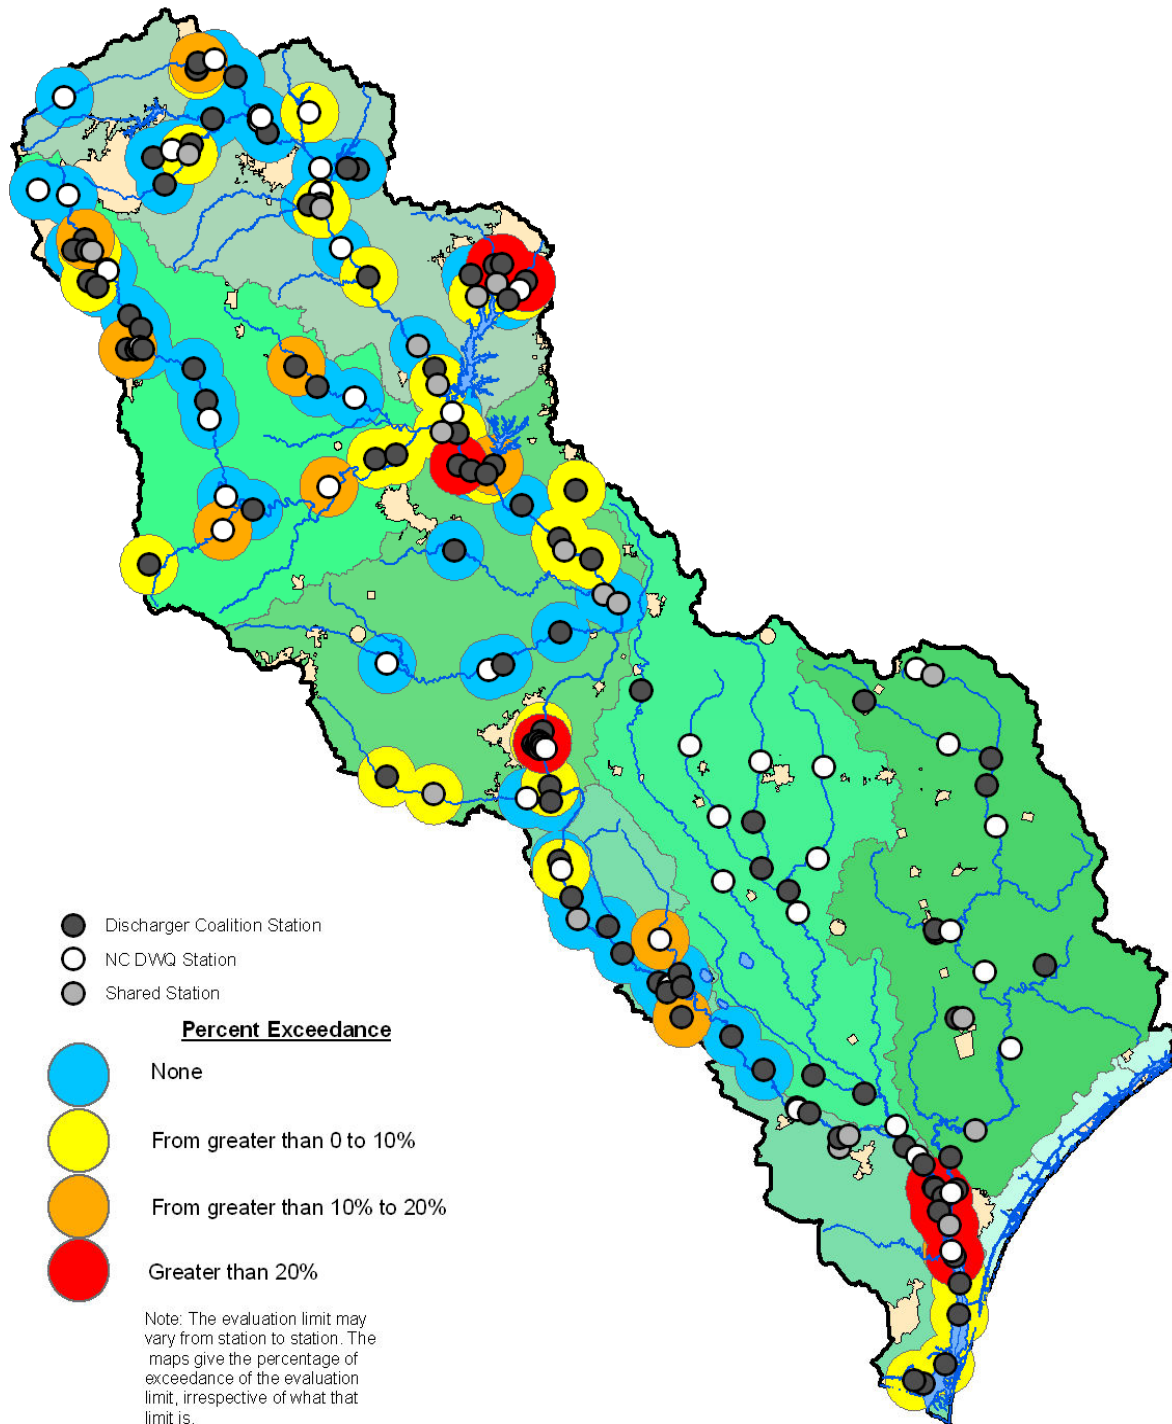 Discharger Coalition Station
NC DWQ Station
Shared Station
Percent Exceedance
None
From greater than 0 to 10%
From greater than 10% to 20%
Greater than 20%
Note: The evaluation limit may
vary from station to station. The
maps give the percentage of
exceedance of the evaluation
limit, irrespective of what that
limit is.